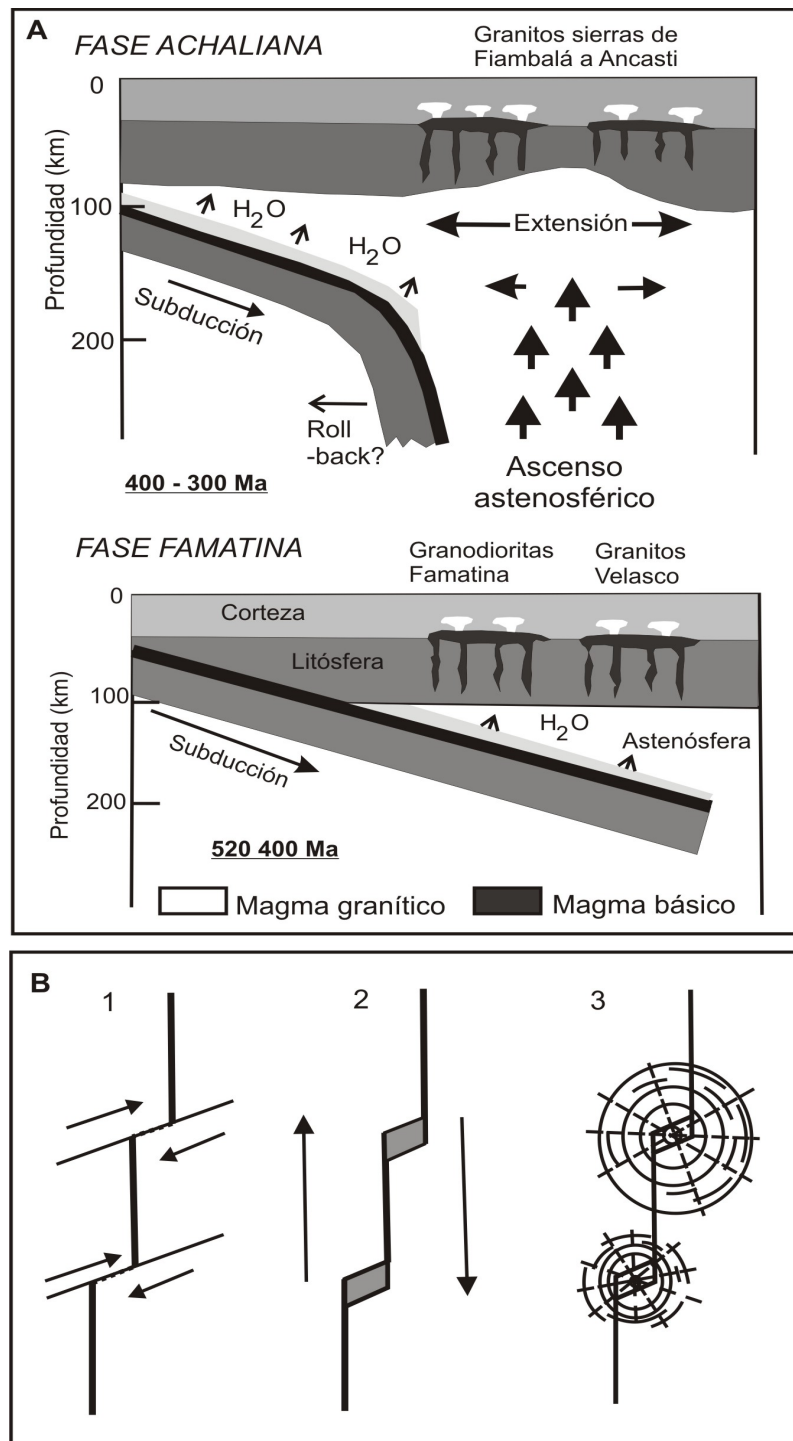 A
FASE ACHALIANA
Granitos sierras de
Fiambalá a Ancasti
0
100
200
Profundidad (km)
H2O
H2O
Extensión
Subducción
Roll
-back?
400 - 300 Ma
Ascenso
astenosférico
FASE FAMATINA
Granodioritas
Famatina
Granitos
Velasco
0
100
200
Profundidad (km)
Corteza
Litósfera
H2O
Astenósfera
Subducción
520 400 Ma
Magma granítico
Magma básico
B
1
2
3